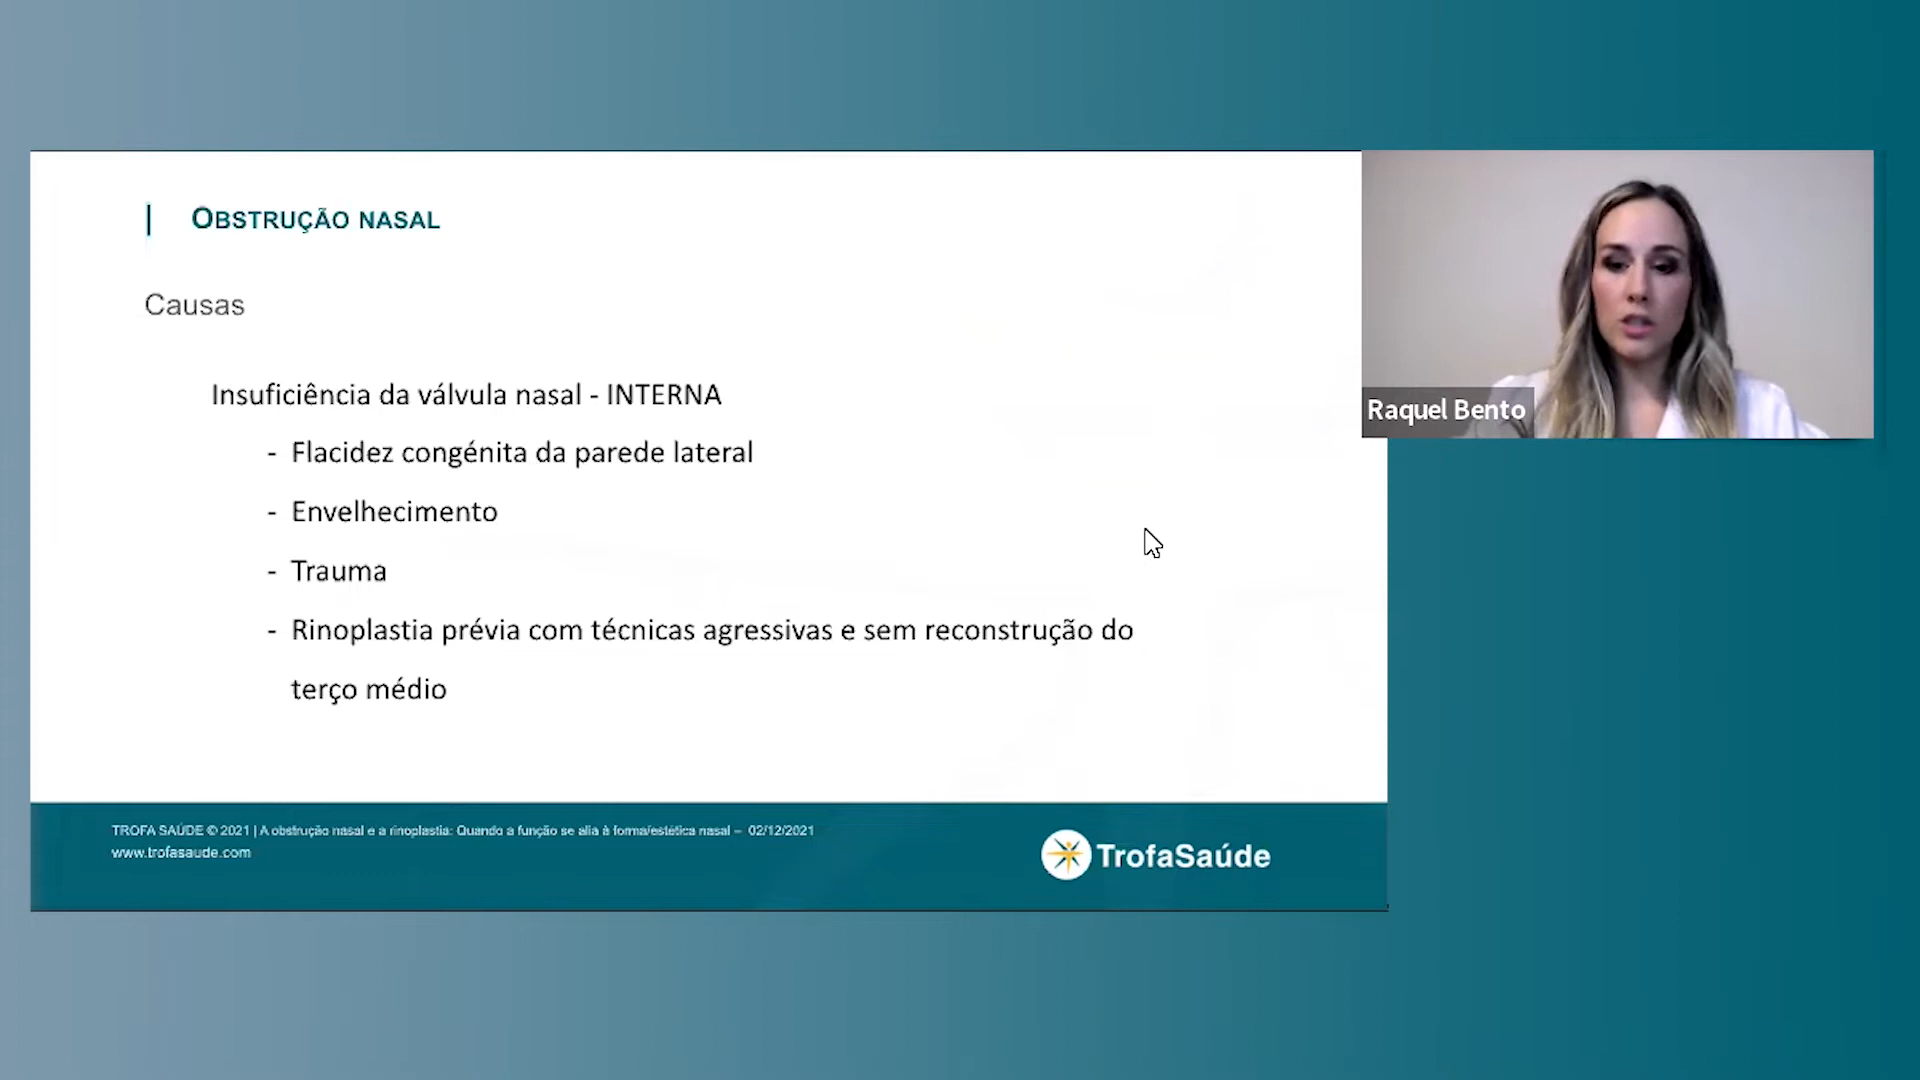 | OBSTRUÇÃO NASAL
Causas
Insuficiência da válvula nasal - INTERNA
- Flacidez congénita da parede lateral
- Envelhecimento
- Trauma
- Rinoplastia prévia com técnicas agressivas e sem reconstrução do
terço médio
Raquel Bento
TROFA SAÚDE © 2021 | A obstrução nasal e a rinoplastia: Quando a função se alia à forma/estética nasal – 02/12/2021
www.trofasaude.com
TrofaSaúde